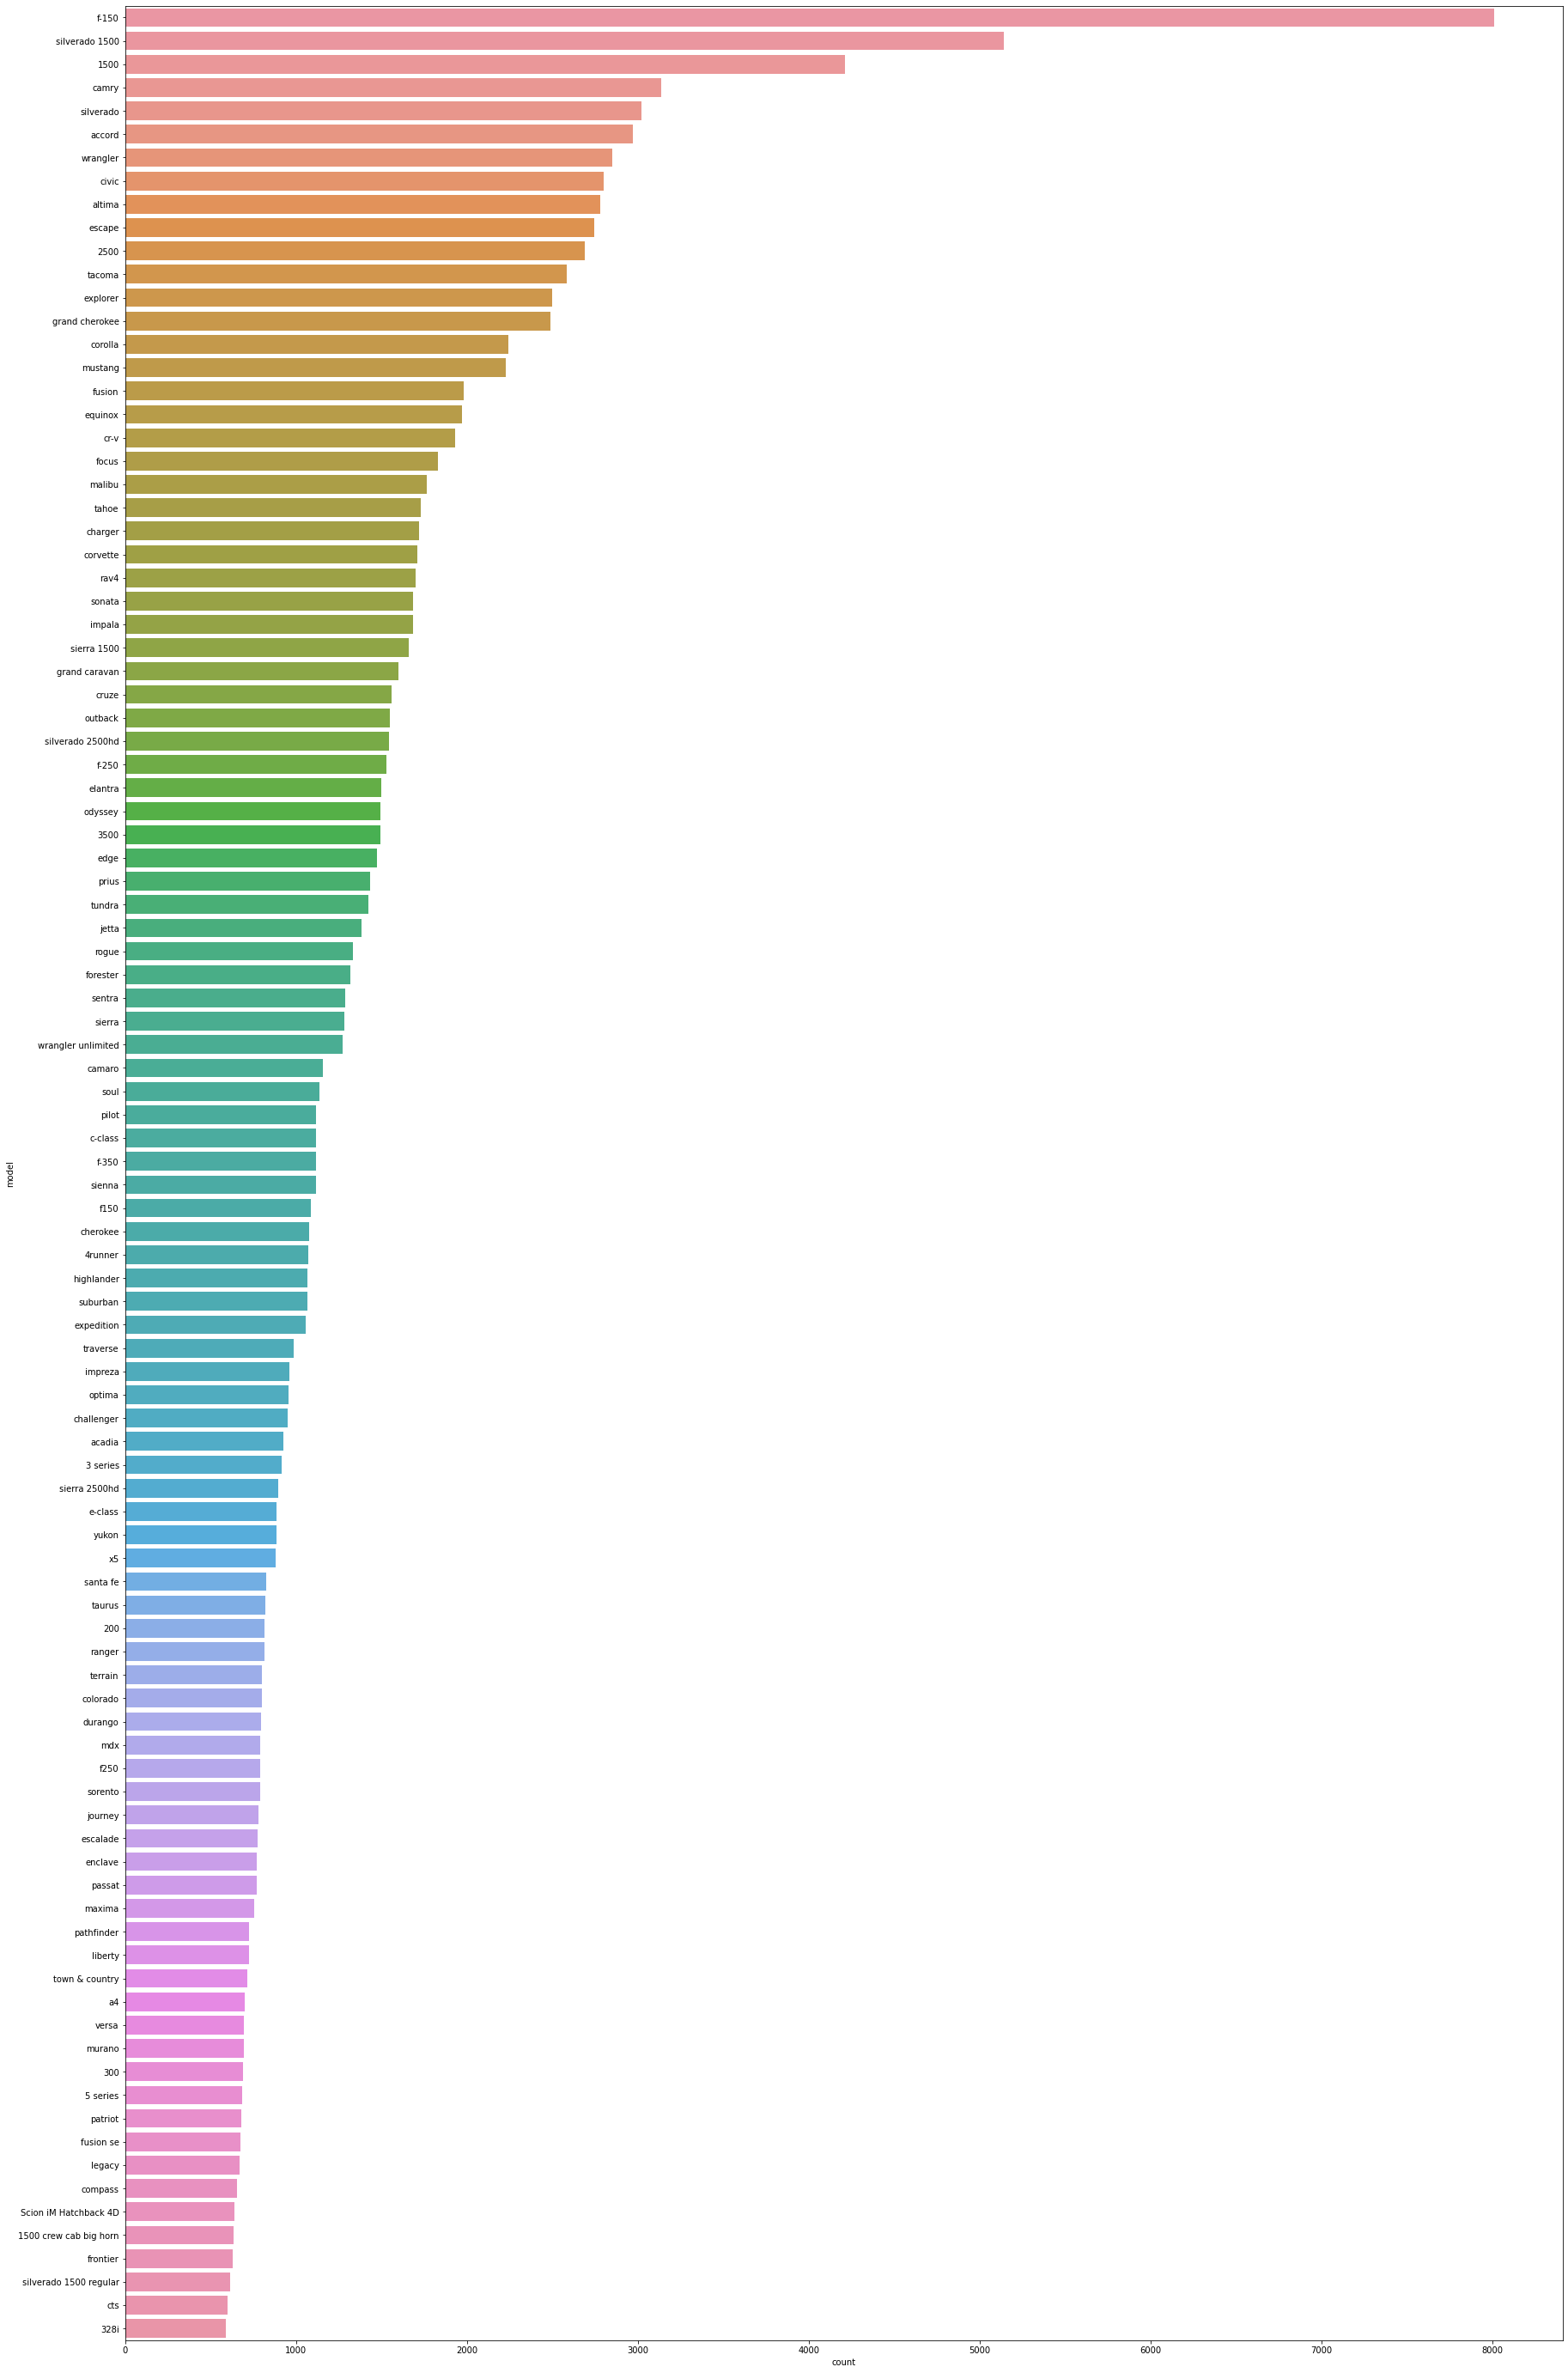 f-150
silverado 1500
1500
camry
silverado
accord
wrangler
civic
altima
escape
2500
tacoma
explorer
grand cherokee
corolla
mustang
fusion
equinox
cr-v
focus
malibu
tahoe
charger
corvette
rav4
sonata
impala
sierra 1500
grand caravan
cruze
outback
silverado 2500hd
f-250
elantra
odyssey
3500
edge
prius
tundra
jetta
rogue
forester
sentra
sierra
wrangler unlimited
camaro
soul
pilot
c-class
f-350
sienna
f150
cherokee
4runner
highlander
suburban
expedition
traverse
impreza
optima
challenger
acadia
3 series
sierra 2500hd
e-class
yukon
x5
santa fe
taurus
200
ranger
terrain
colorado
durango
mdx
f250
sorento
journey
escalade
enclave
passat
maxima
pathfinder
liberty
town & country
a4
versa
murano
300
5 series
patriot
fusion se
legacy
compass
Scion iM Hatchback 4D
1500 crew cab big horn
frontier
silverado 1500 regular
cts
328i
model
0 1000 2000 3000 4000 5000 6000 7000 8000
count